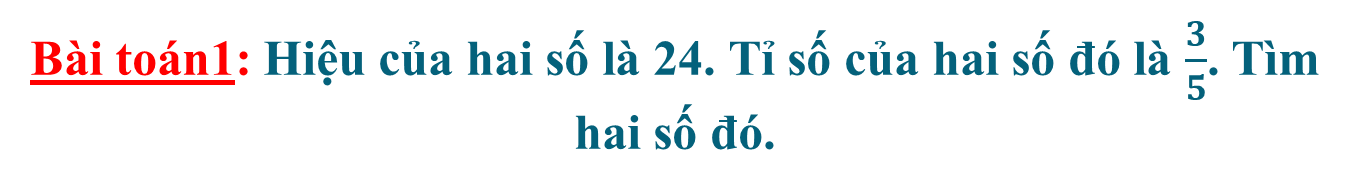 Bài toán1: Hiệu của hai số là 24. Tỉ số của hai số đó là 3/5. Tìm
hai số đó.